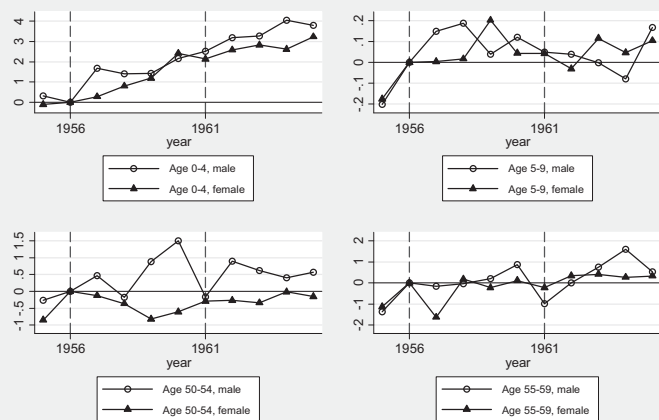 4
3
2
1
0
1956 1961
year
Age 0-4, male
Age 0-4, female
.2
.1
0
-.1
-.2
1956 1961
year
Age 5-9, male
Age 5-9, female
1.5
1
.5
0
-.5
-1
1956 1961
year
Age 50-54, male
Age 50-54, female
2
1
0
-1
-2
1956 1961
year
Age 55-59, male
Age 55-59, female